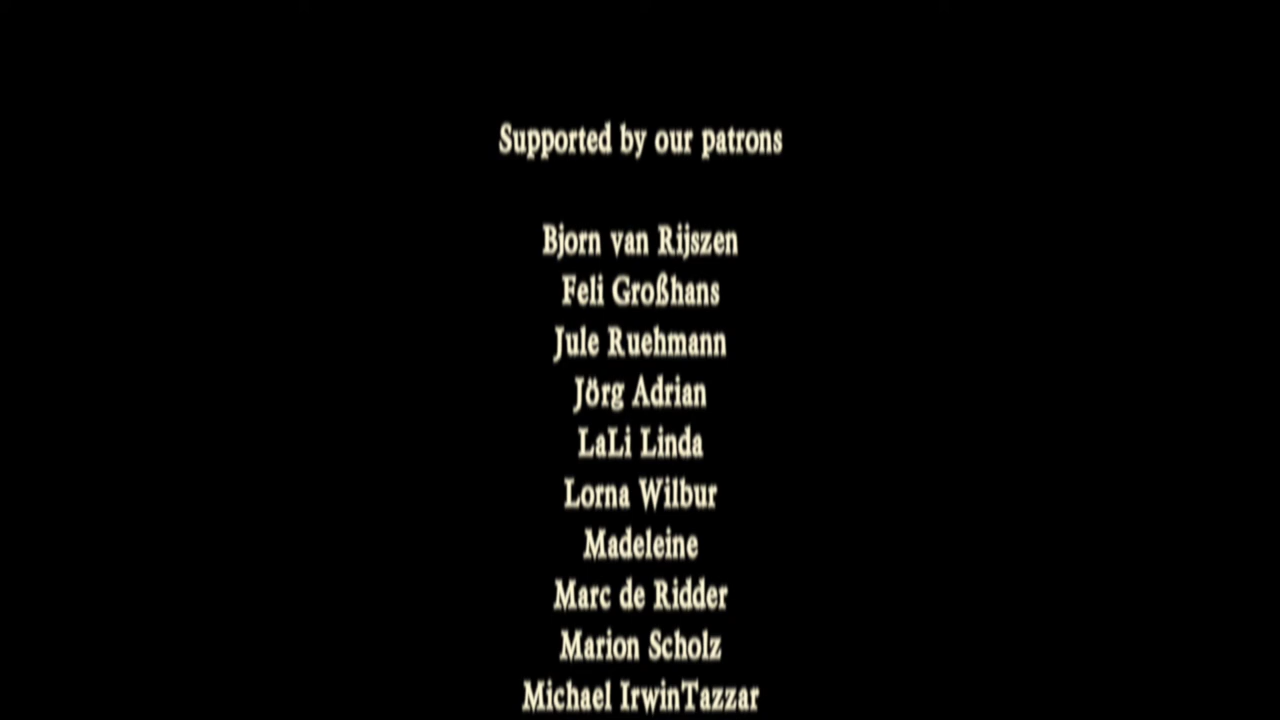 Supported by our patrons
Bjorn van Rijszen
Feli Großhans
Jule Ruehmann
Jörg Adrian
LaLi Linda
Lorna Wilbur
Madeleine
Marc de Ridder
Marion Scholz
Michael IrwinTazzar